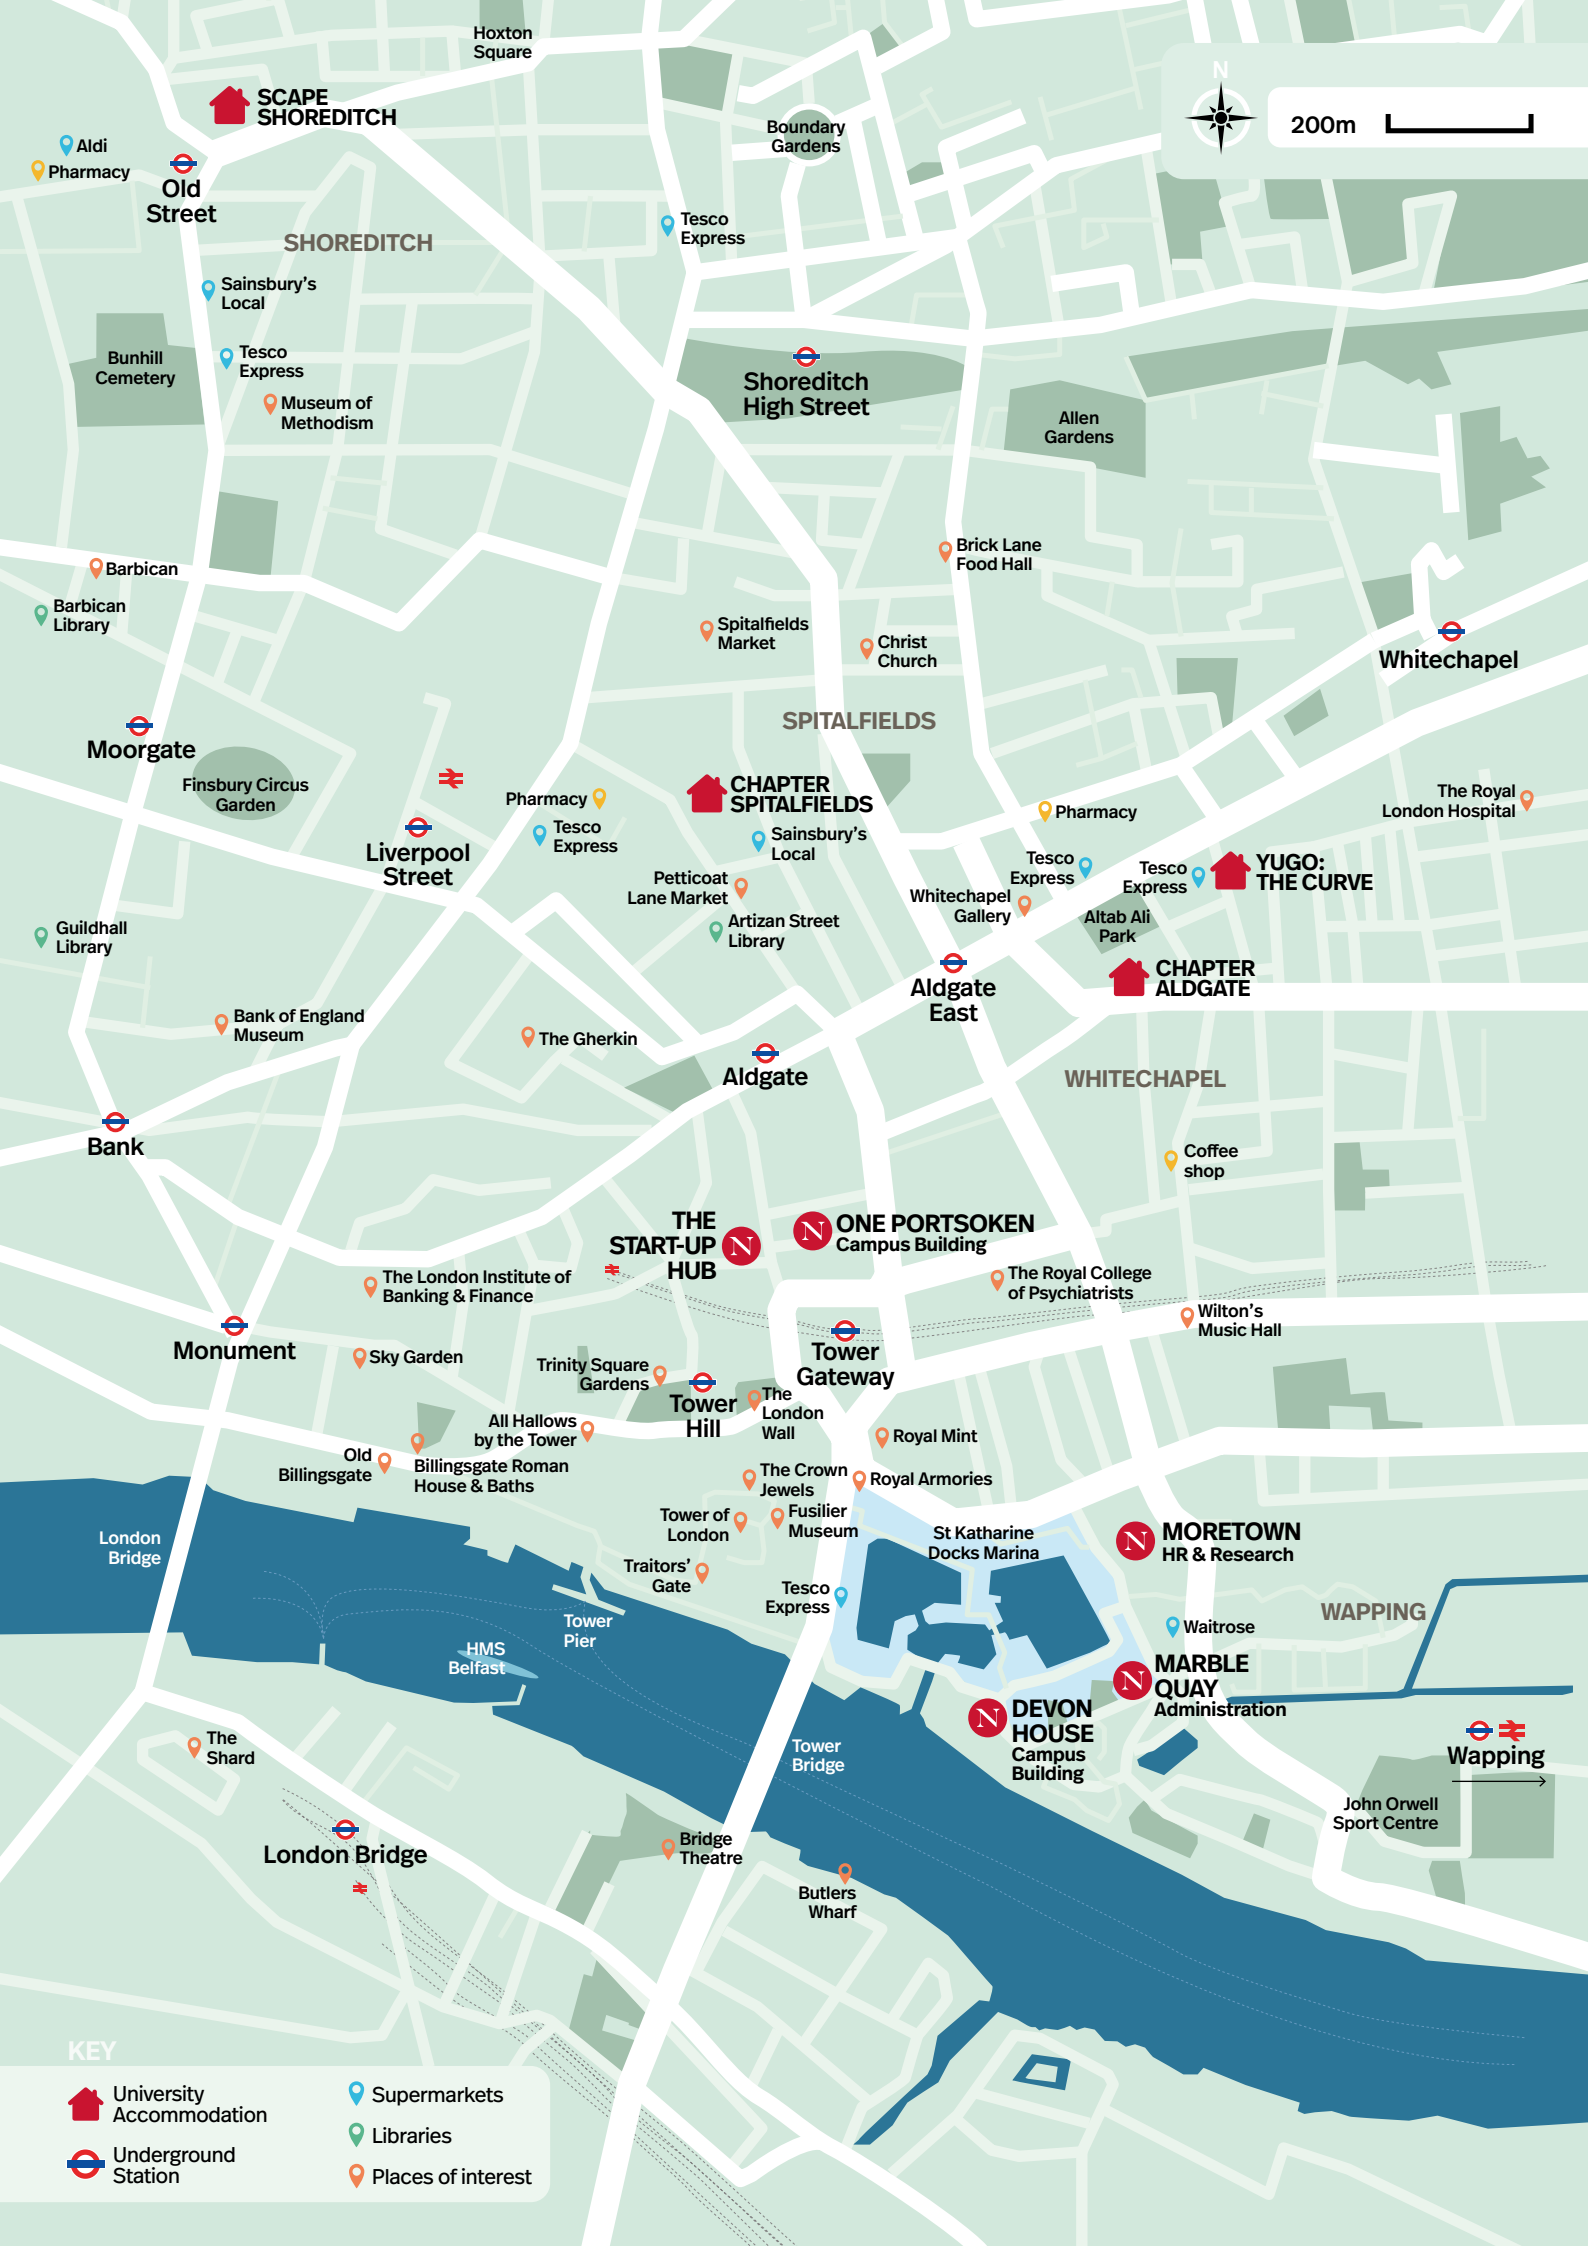 Hoxton
Square
N
200m
SCAPE
SHOREDITCH
Aldi
Pharmacy
Old
Street
Boundary
Gardens
Tesco
Express
SHOREDITCH
Sainsbury's
Local
Bunhill
Cemetery
Tesco
Express
Museum of
Methodism
Shoreditch
High Street
Allen
Gardens
Barbican
Barbican
Library
Brick Lane
Food Hall
Spitalfields
Market
Christ
Church
Whitechapel
SPITALFIELDS
Moorgate
Finsbury Circus
Garden
Liverpool
Street
Pharmacy
Tesco
Express
CHAPTER
SPITALFIELDS
Sainsbury's
Local
Pharmacy
The Royal
London Hospital
Petticoat
Lane Market
Artizan Street
Library
Tesco
Express
Tesco
Express
YUGO:
THE CURVE
Whitechapel
Gallery
Altab Ali
Park
Guildhall
Library
Aldgate
East
CHAPTER
ALDGATE
Bank of England
Museum
The Gherkin
Aldgate
WHITECHAPEL
Bank
Coffee
shop
THE
START-UP
HUB
N
N
ONE PORTSOKEN
Campus Building
The London Institute of
Banking & Finance
The Royal College
of Psychiatrists
Wilton's
Music Hall
Monument
Sky Garden
Tower
Gateway
Trinity Square
Gardens
Tower
Hill
The
London
Wall
All Hallows
by the Tower
Royal Mint
Old
Billingsgate
Billingsgate Roman
House & Baths
The Crown
Jewels
Royal Armories
Tower of
London
Fusilier
Museum
St Katharine
Docks Marina
N
MORETOWN
HR & Research
London
Bridge
Traitors'
Gate
Tesco
Express
Tower
Pier
Waitrose
WAPPING
HMS
Belfast
N
MARBLE
QUAY
Administration
N
DEVON
HOUSE
Campus
Building
The
Shard
Tower
Bridge
Wapping
John Orwell
Sport Centre
London Bridge
Bridge
Theatre
Butlers
Wharf
KEY
University
Accommodation
Underground
Station
Supermarkets
Libraries
Places of interest